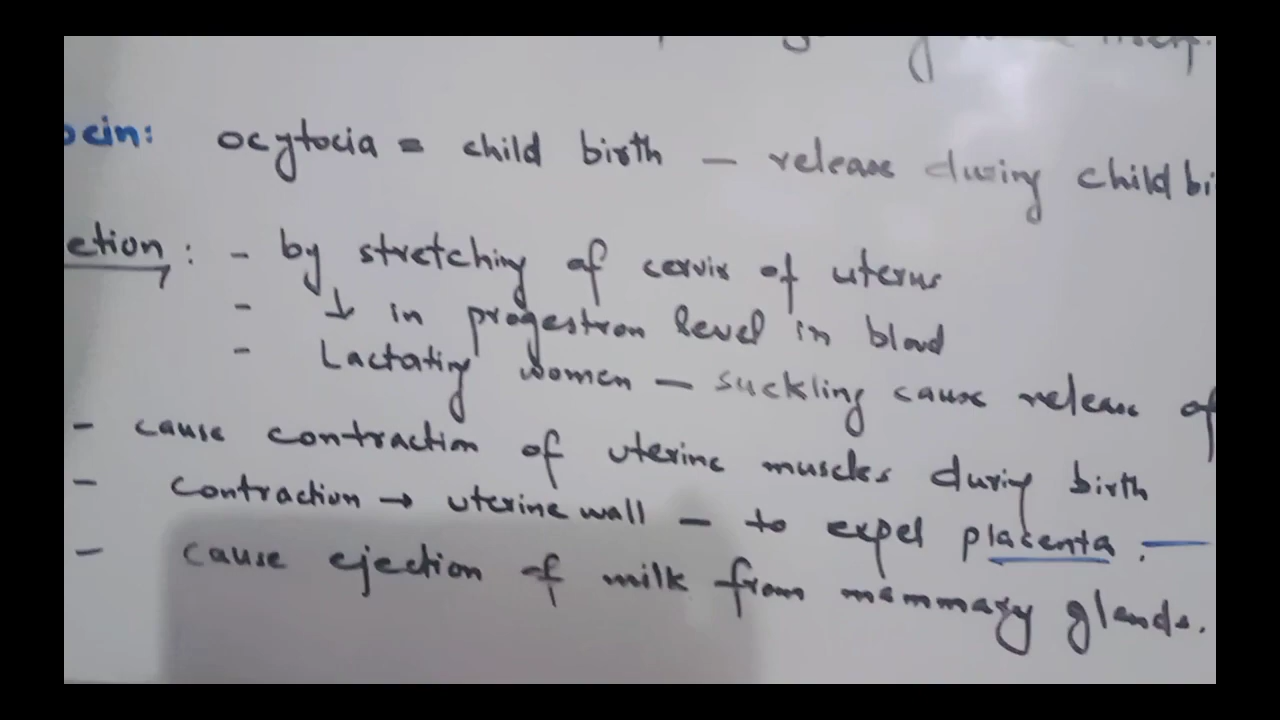 ocin: ocytocia = child birth - release during child bi
etion: - by stretching of cervix of uterus
- ↓ in progestron level in blood
- Lactating women - suckling cause release of
- cause contraction of uterine muscles during birth
- contraction → uterine wall - to expel placenta. -
- cause ejection of milk from mammary glands.